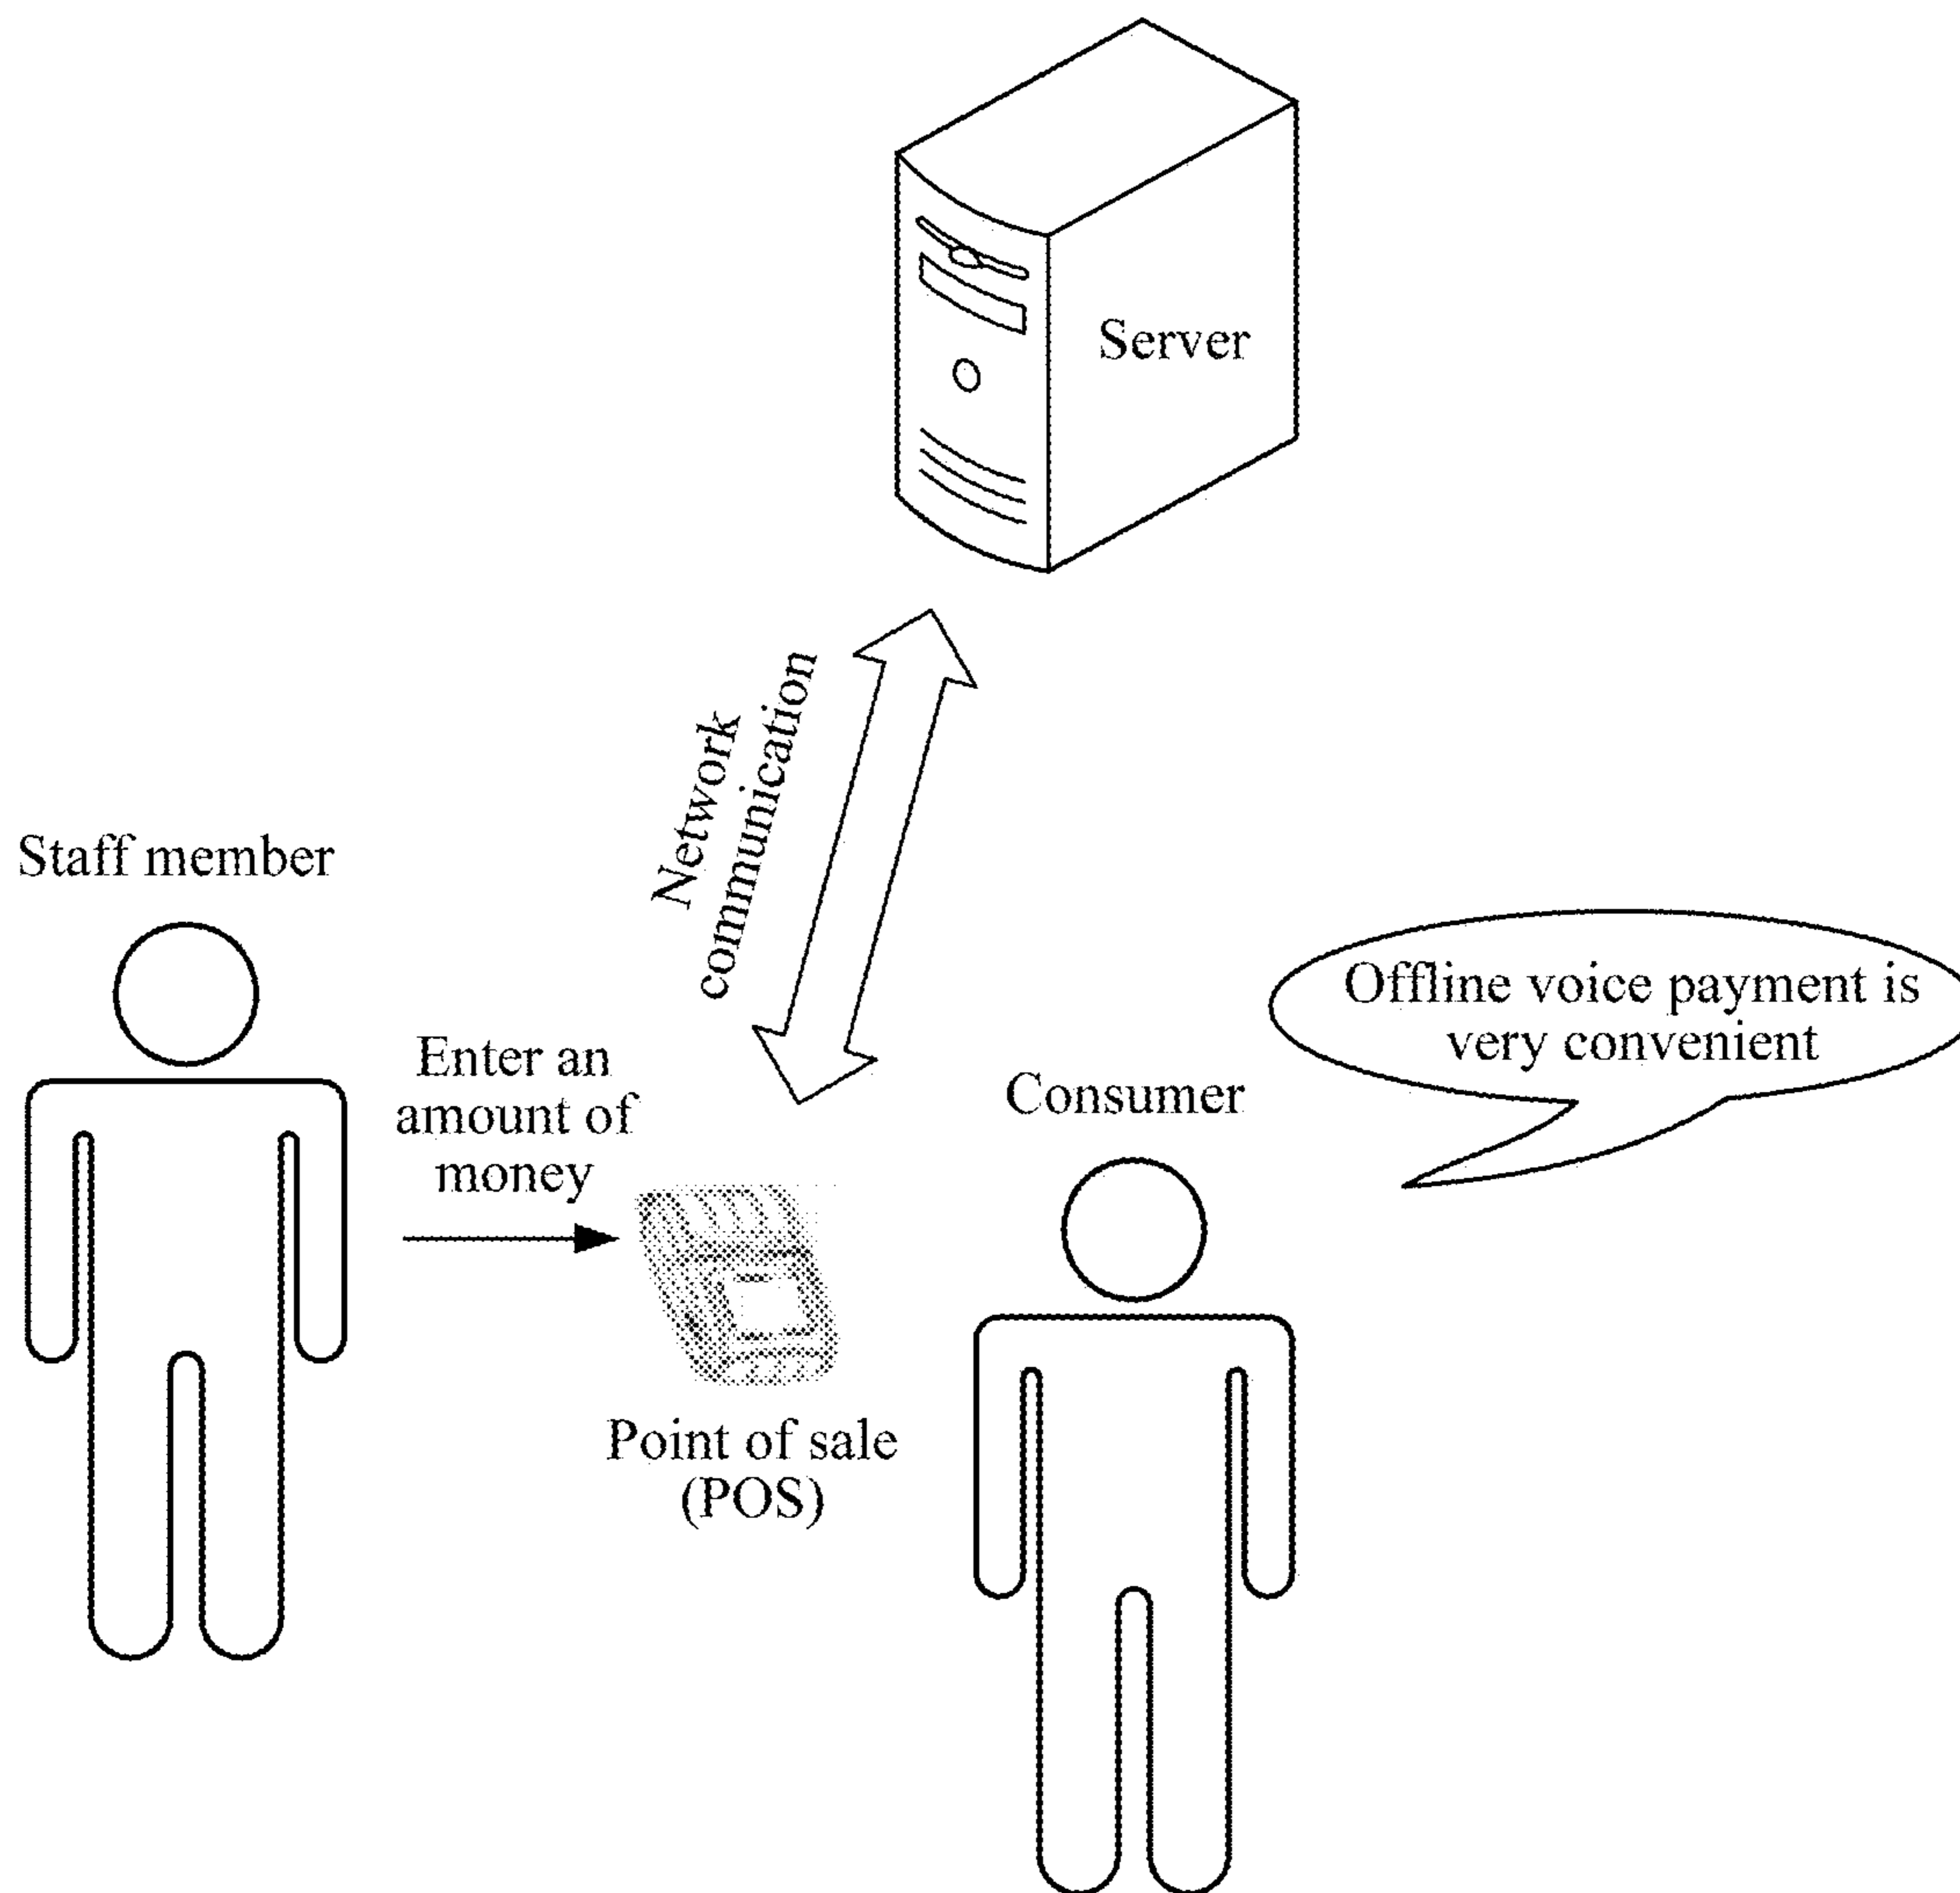 Server
Network
communication
Staff member
Enter an
amount of
money
Point of sale
(POS)
Consumer
Offline voice payment is
very convenient